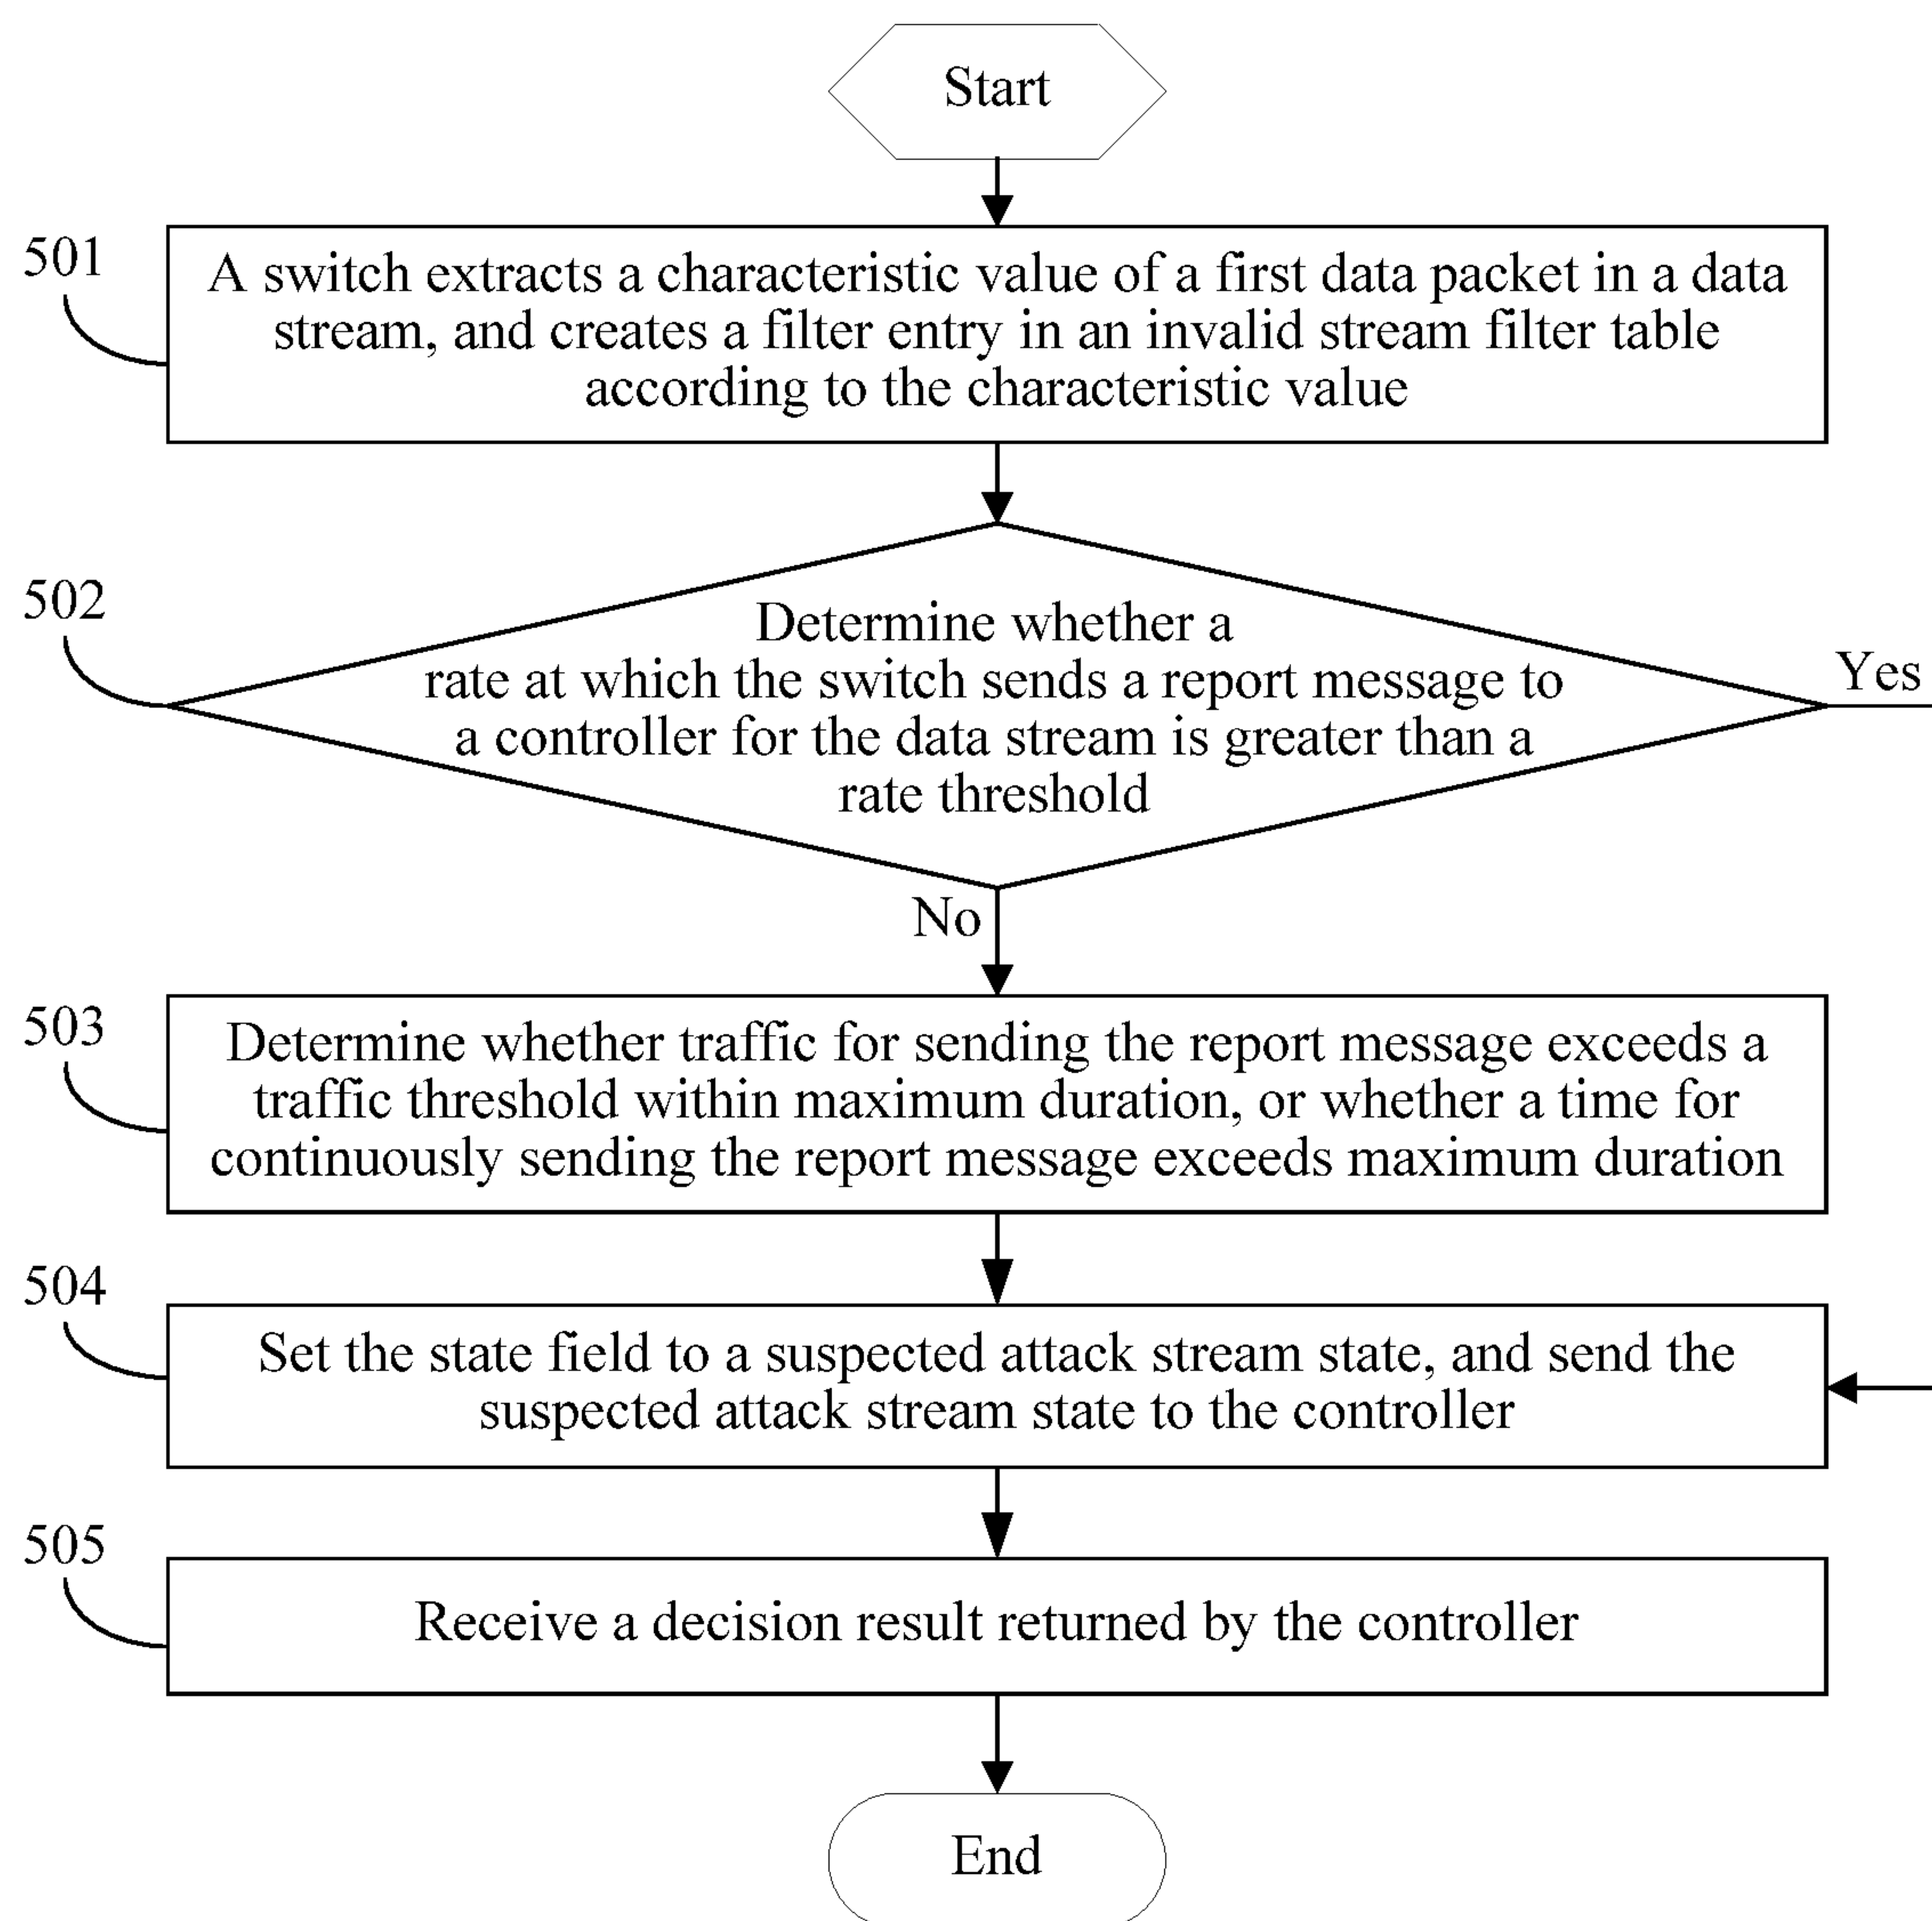 Start
501
A switch extracts a characteristic value of a first data packet in a data
stream, and creates a filter entry in an invalid stream filter table
according to the characteristic value
502
Determine whether a
rate at which the switch sends a report message to
a controller for the data stream is greater than a
rate threshold
Yes
No
503
Determine whether traffic for sending the report message exceeds a
traffic threshold within maximum duration, or whether a time for
continuously sending the report message exceeds maximum duration
504
Set the state field to a suspected attack stream state, and send the
suspected attack stream state to the controller
505
Receive a decision result returned by the controller
End